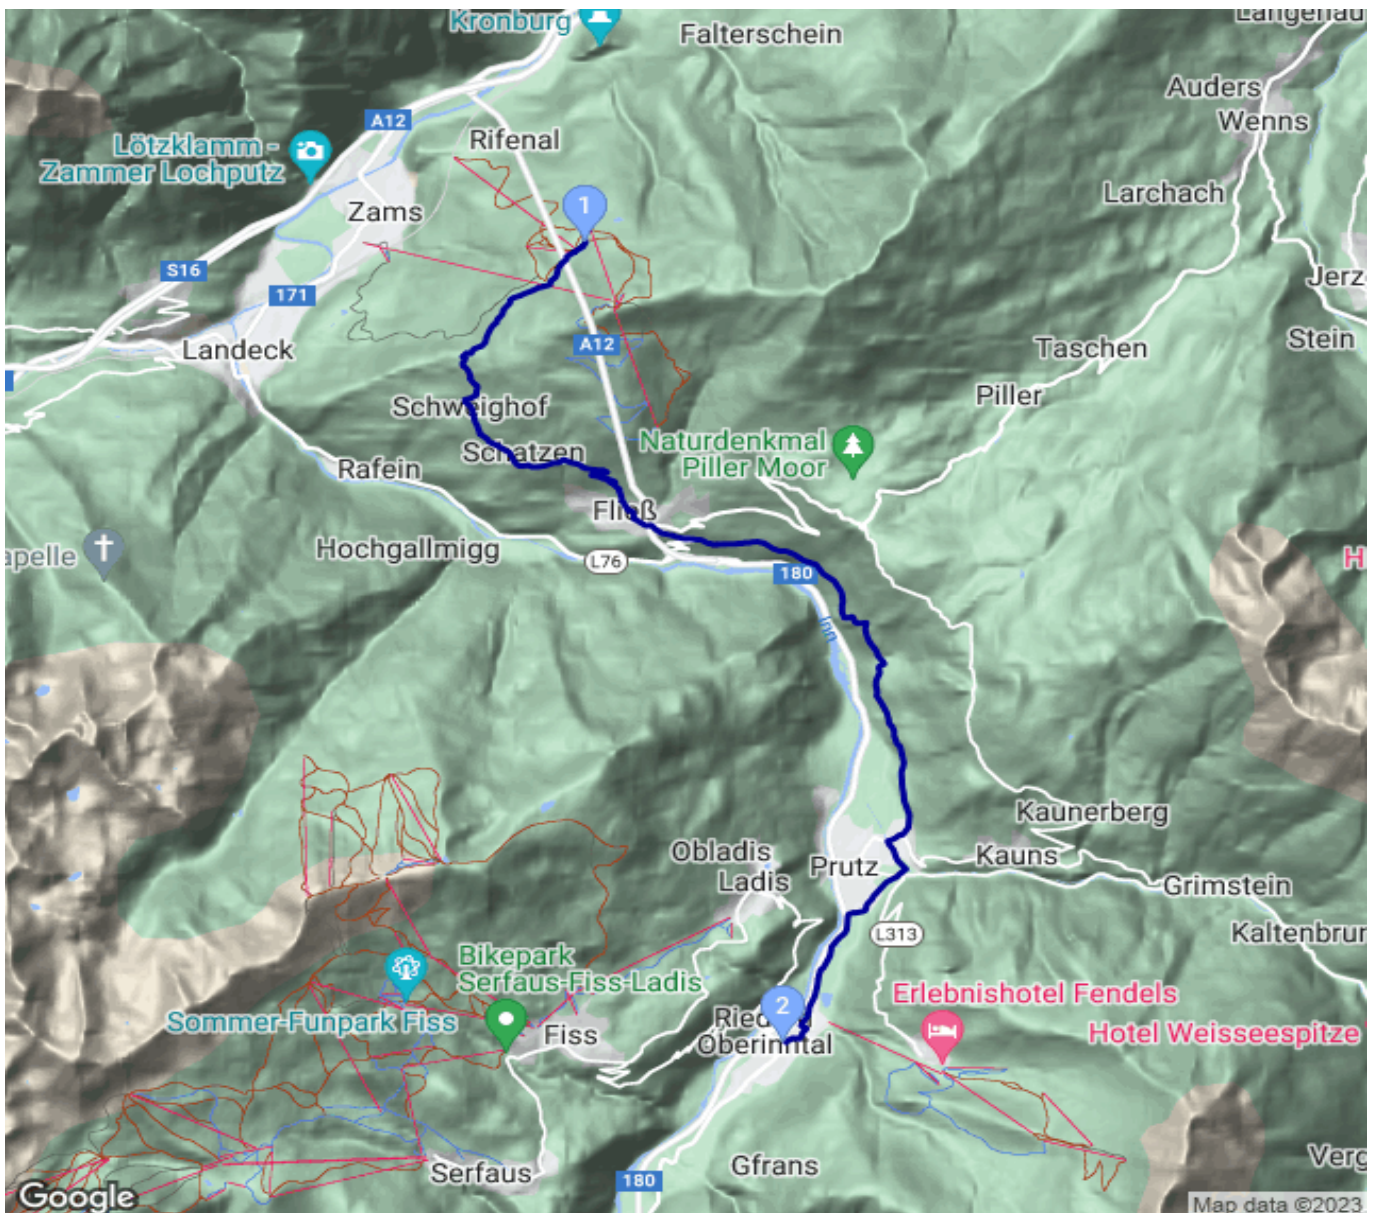 Kronburg
Falterschein
Langenau
Auders
Wenns
A12
Rifenal
Lötzklamm -
Zammer Lochputz
Larchach
Zams
1
S16
171
Jerz
Stein
A12
Taschen
Landeck
Piller
Schweighof
Naturdenkmal
Piller Moor
Schatzen
Rafein
Fließ
Hochgallmigg
apelle
L76
H
180
Inn
Kaunerberg
Obladis
Kauns
Prutz
Ladis
Grimstein
L313
Kaltenbrur
Bikepark
Serfaus-Fiss-Ladis
Erlebnishotel Fendels
2
Sommer-Funpark Fiss
Fiss
Oberinntal
Hotel Weisseespitze
Serfaus
Gfrans
Verg
180
Google
Map data ©2023